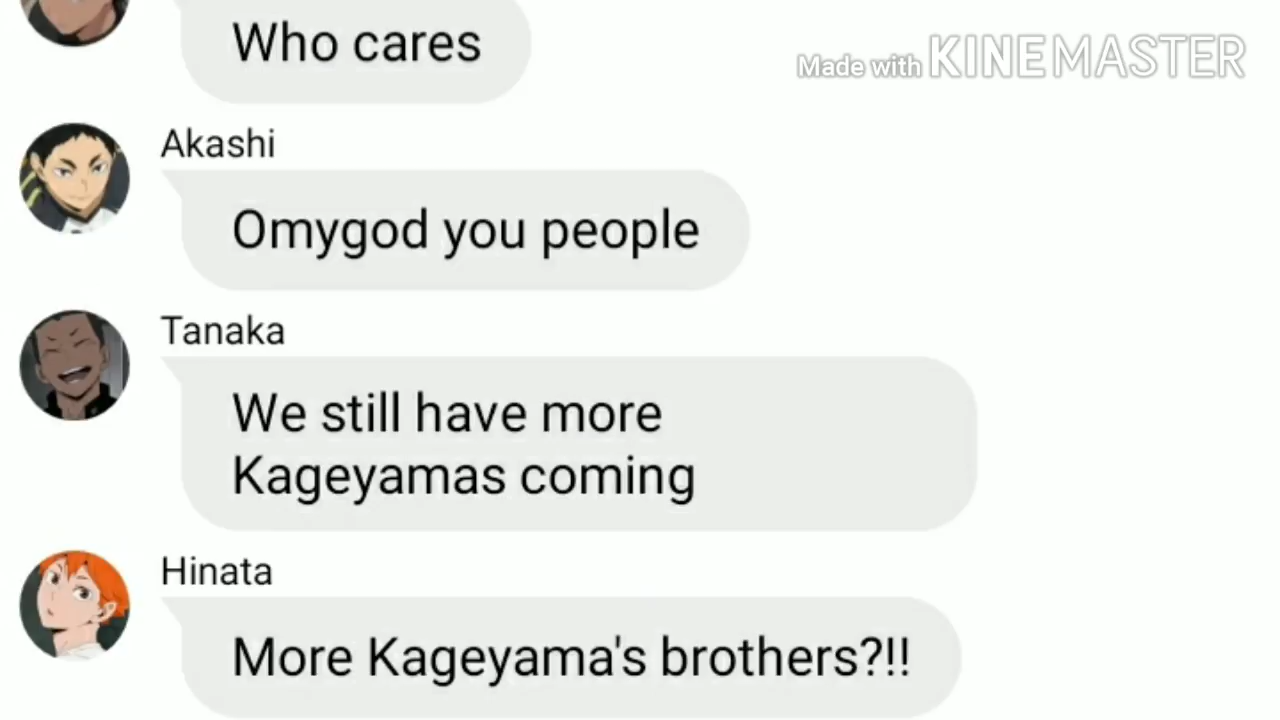 Who cares
Made with KINEMASTER
Akashi
Omygod you people
Tanaka
We still have more
Kageyamas coming
Hinata
More Kageyama's brothers?!!